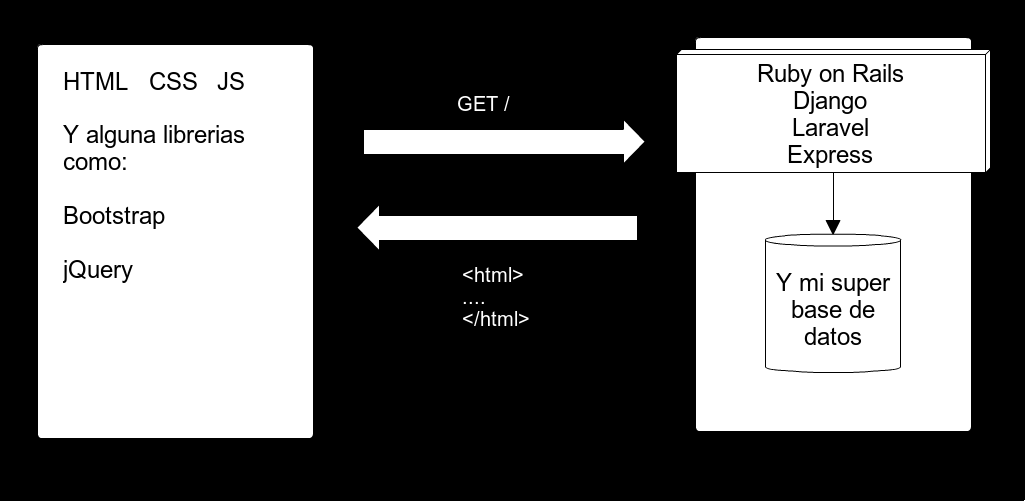 HTML CSS JS
Y alguna librerias
como:
Bootstrap
jQuery
GET /
<html>
....
</html>
Ruby on Rails
Django
Laravel
Express
Y mi super
base de
datos